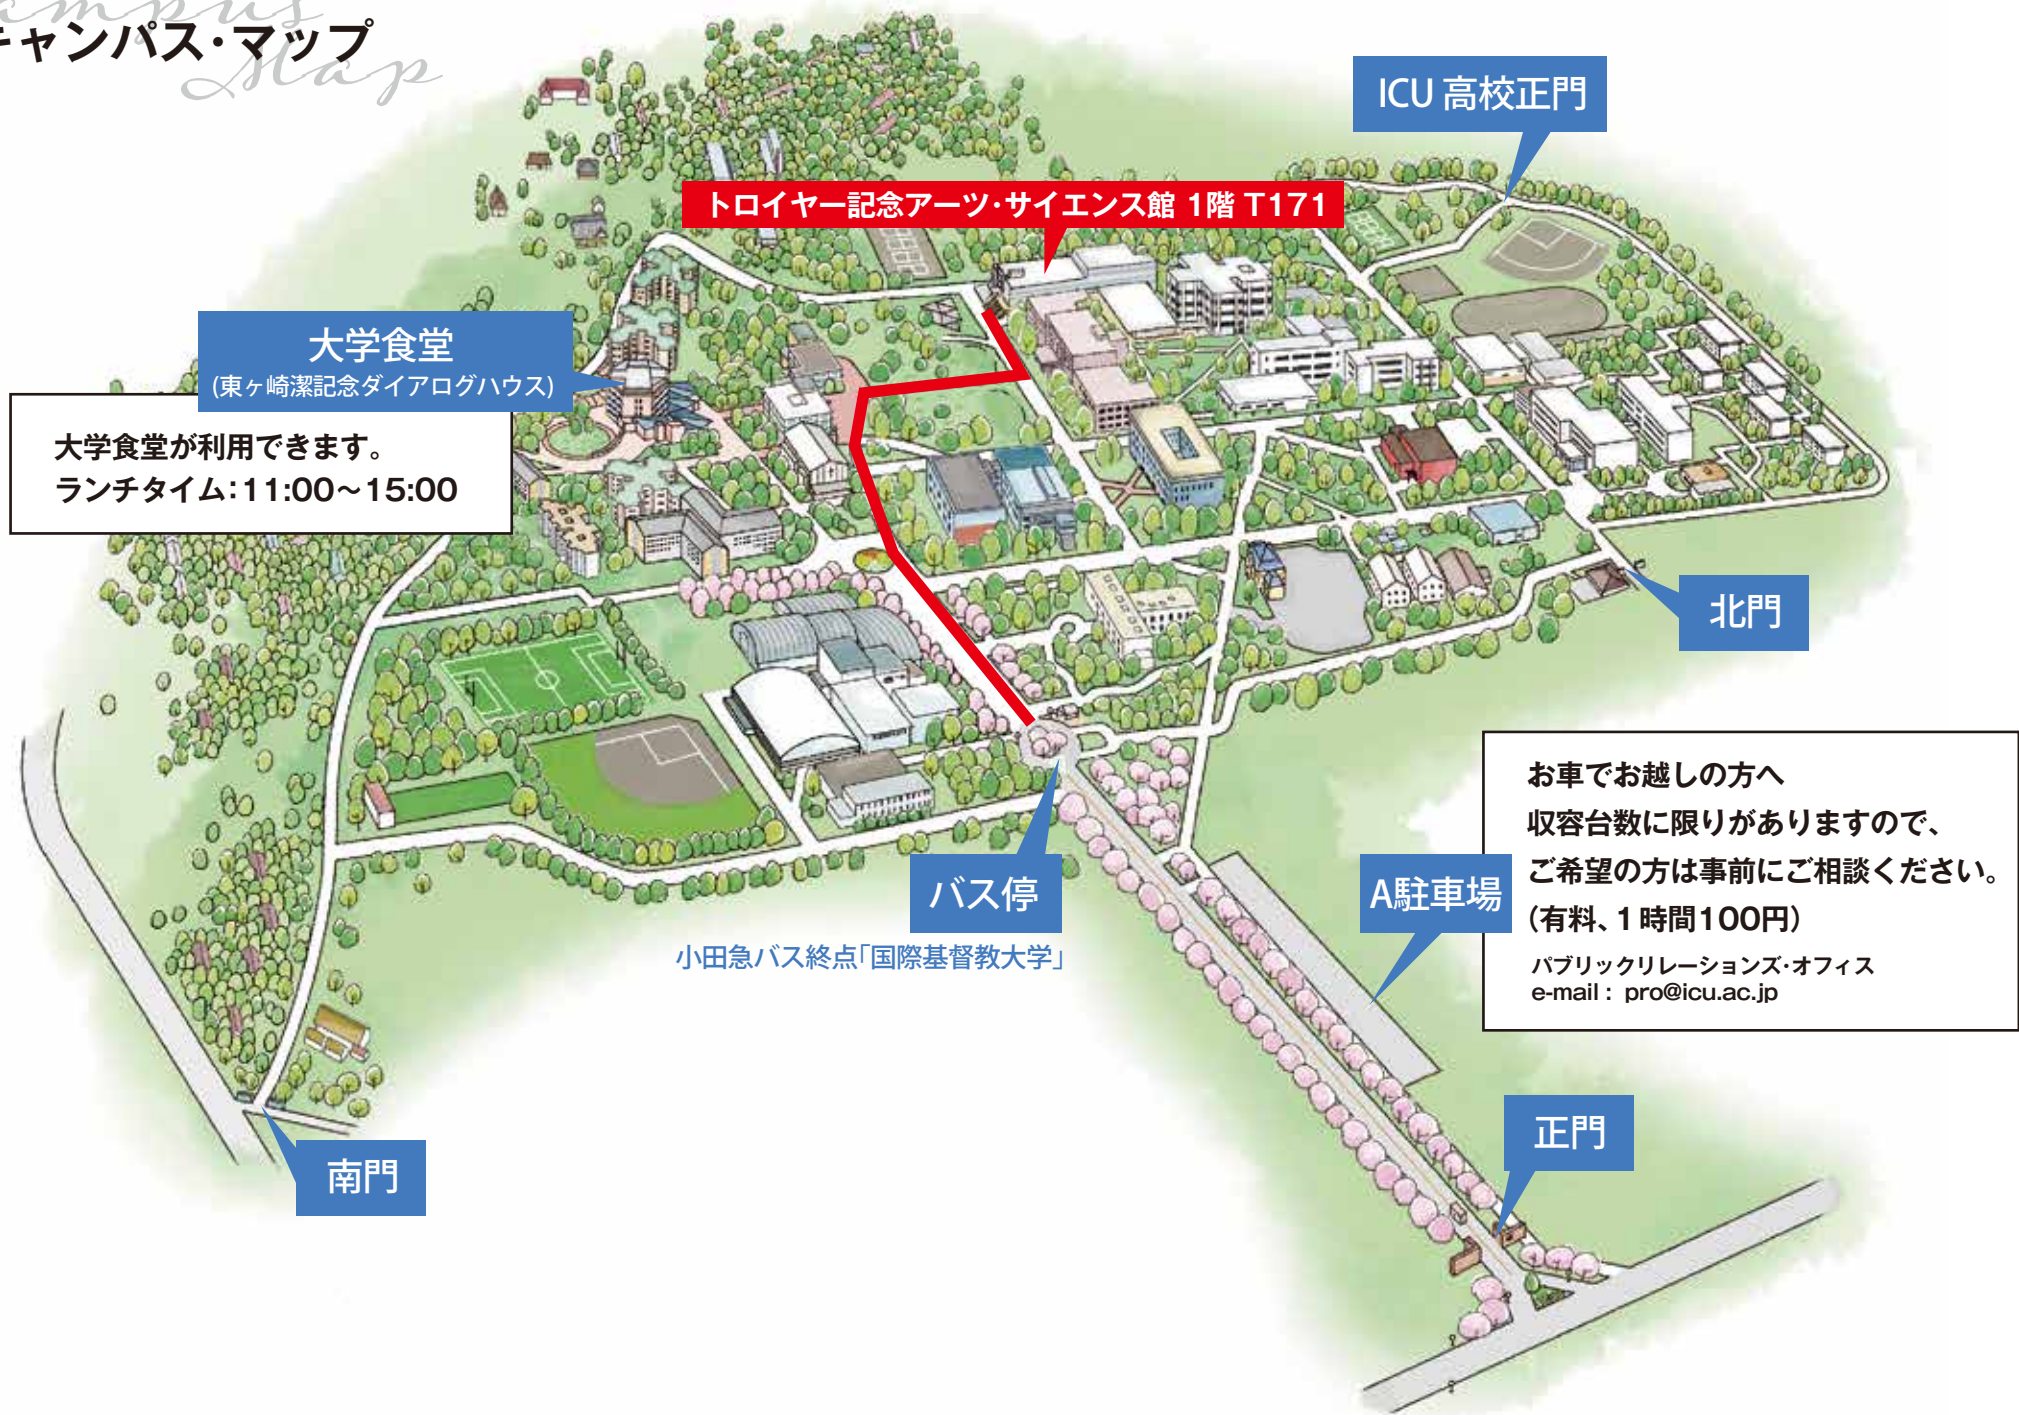 Campus
キャンパス・マップ
Map
ICU 高校正門
トロイヤー記念アーツ・サイエンス館 1階 T171
大学食堂
(東ヶ崎潔記念ダイアログハウス)
大学食堂が利用できます。
ランチタイム：11:00～15:00
北門
お車でお越しの方へ
収容台数に限りがありますので、
ご希望の方は事前にご相談ください。
（有料、1時間100円）
パブリックリレーションズ・オフィス
e-mail : pro@icu.ac.jp
A駐車場
バス停
小田急バス終点「国際基督教大学」
正門
南門